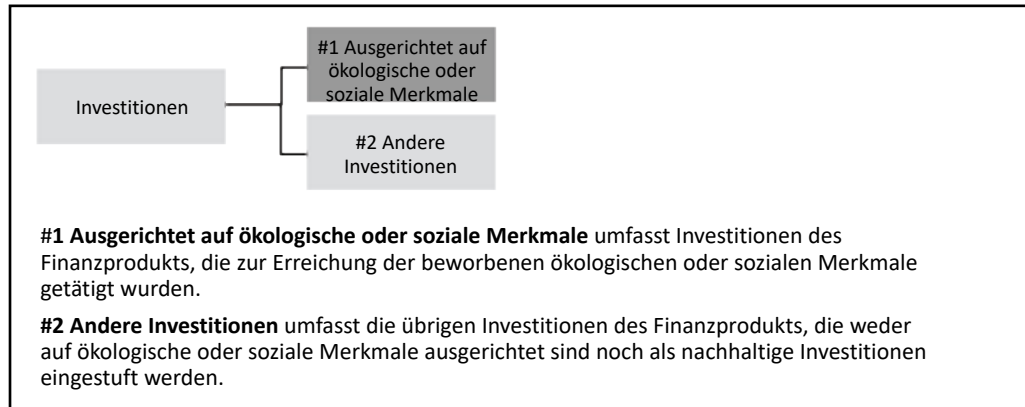 #1 Ausgerichtet auf
ökologische oder
soziale Merkmale
Investitionen
#2 Andere
Investitionen
#1 Ausgerichtet auf ökologische oder soziale Merkmale umfasst Investitionen des
Finanzprodukts, die zur Erreichung der beworbenen ökologischen oder sozialen Merkmale
getätigt wurden.
#2 Andere Investitionen umfasst die übrigen Investitionen des Finanzprodukts, die weder
auf ökologische oder soziale Merkmale ausgerichtet sind noch als nachhaltige Investitionen
eingestuft werden.